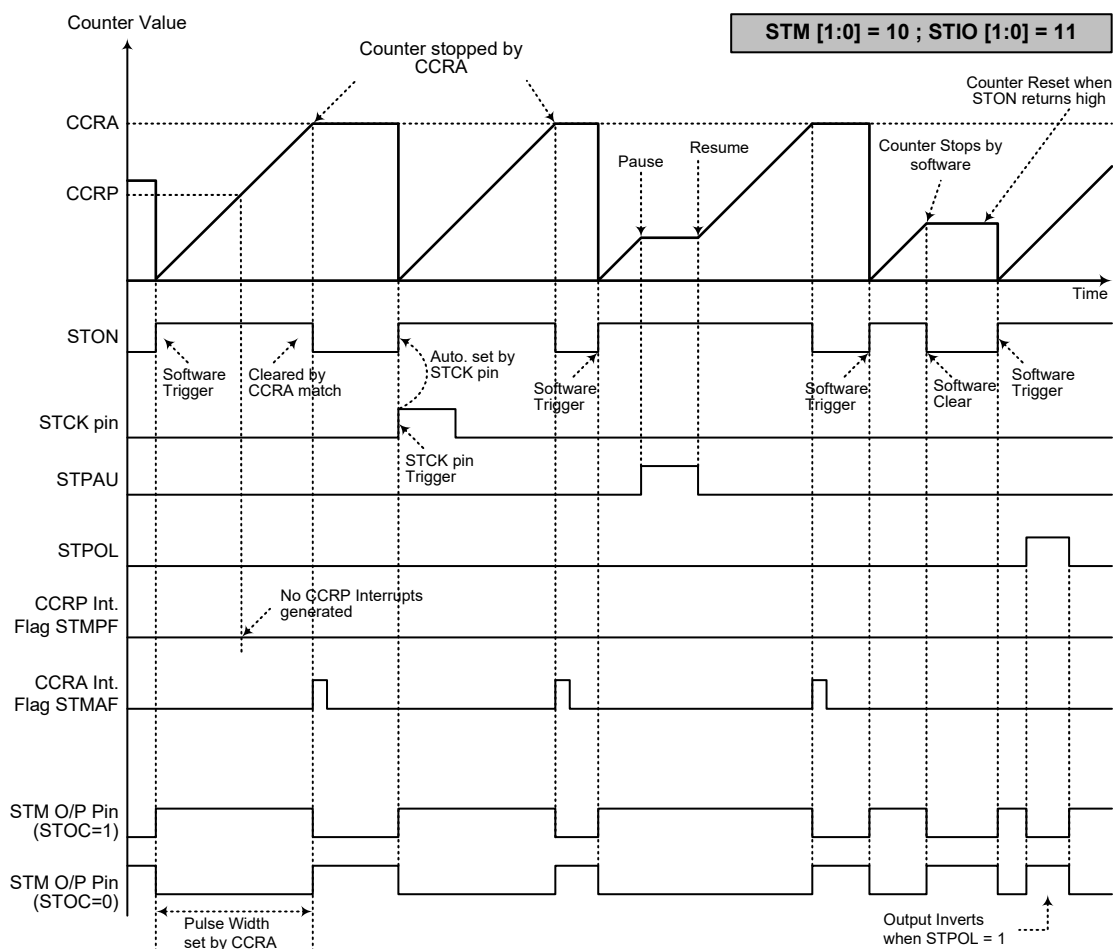 Counter Value
STM [1:0] = 10 ; STIO [1:0] = 11
Counter stopped by
CCRA
Counter Reset when
STON returns high
CCRA
Pause
Resume
Counter Stops by
software
CCRP
Time
STON
Software
Trigger
Cleared by
CCRA match
Auto. set by
STCK pin
Software
Trigger
Software
Trigger
Software
Clear
Software
Trigger
STCK pin
STCK pin
Trigger
STPAU
STPOL
CCRP Int.
Flag STMPF
No CCRP Interrupts
generated
CCRA Int.
Flag STMAF
STM O/P Pin
(STOC=1)
STM O/P Pin
(STOC=0)
Pulse Width
set by CCRA
Output Inverts
when STPOL = 1